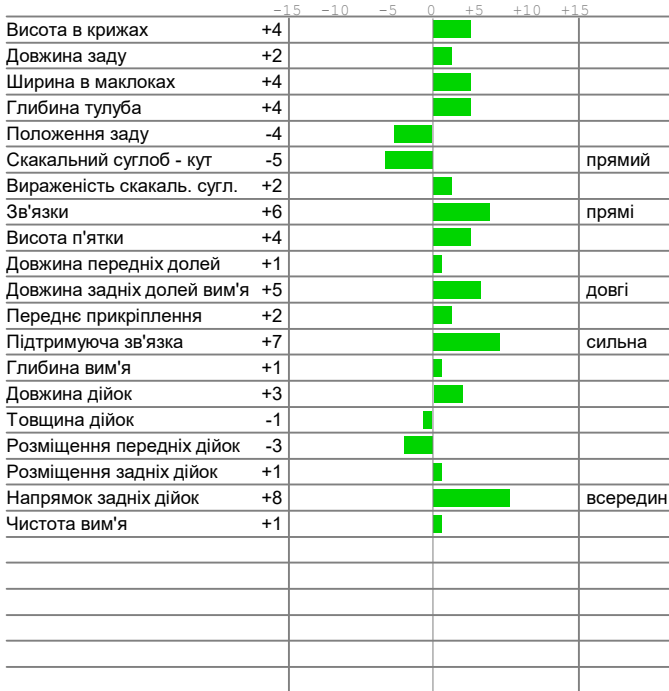 -15 -10 -5 0 +5 +10 +15
Висота в крижах +4
Довжина заду +2
Ширина в маклоках +4
Глибина тулуба +4
Положення заду -4
Скакальний суглоб - кут -5 прямий
Вираженість скакаль. сугл. +2
Зв'язки +6 прямі
Висота п'ятки +4
Довжина передніх долей +1
Довжина задніх долей вим'я +5 довгі
Переднє прикріплення +2
Підтримуюча зв'язка +7 сильна
Глибина вим'я +1
Довжина дійок +3
Товщина дійок -1
Розміщення передніх дійок -3
Розміщення задніх дійок +1
Напрямок задніх дійок +8 всередин
Чистота вим'я +1